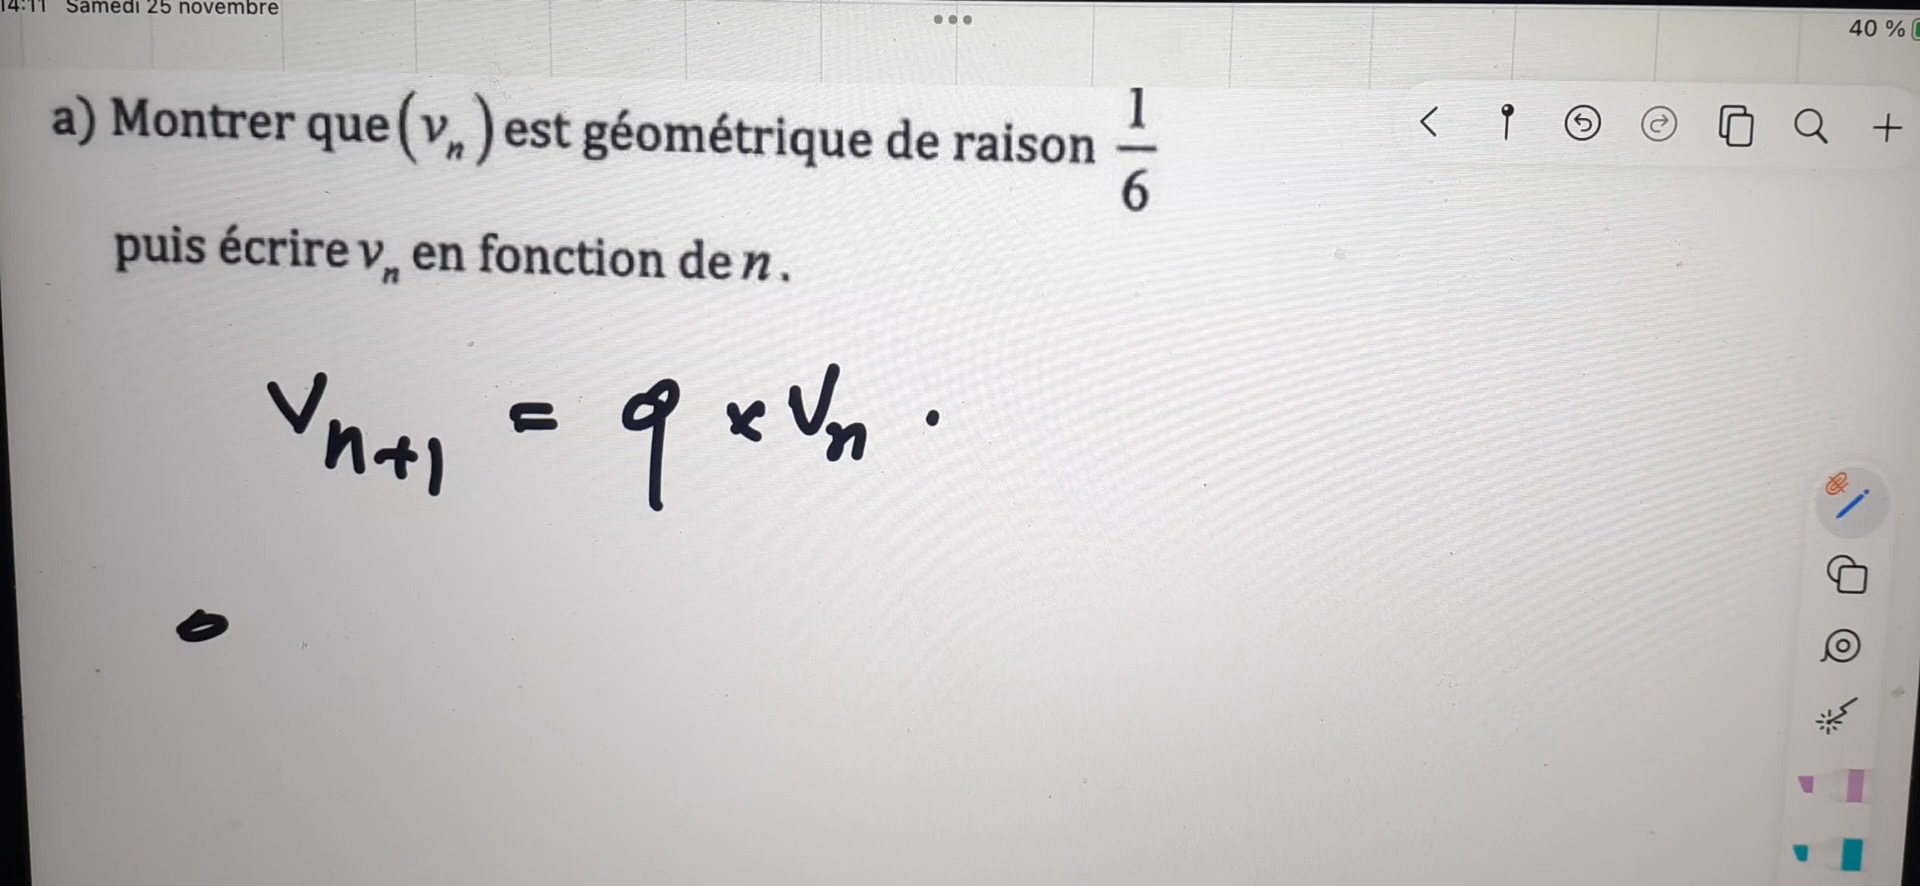 14:11 Samedi 25 novembre
40 %
a) Montrer que (vₙ) est géométrique de raison 1/6
puis écrire vₙ en fonction de n.
Vₙ₊₁ = q × Vₙ .